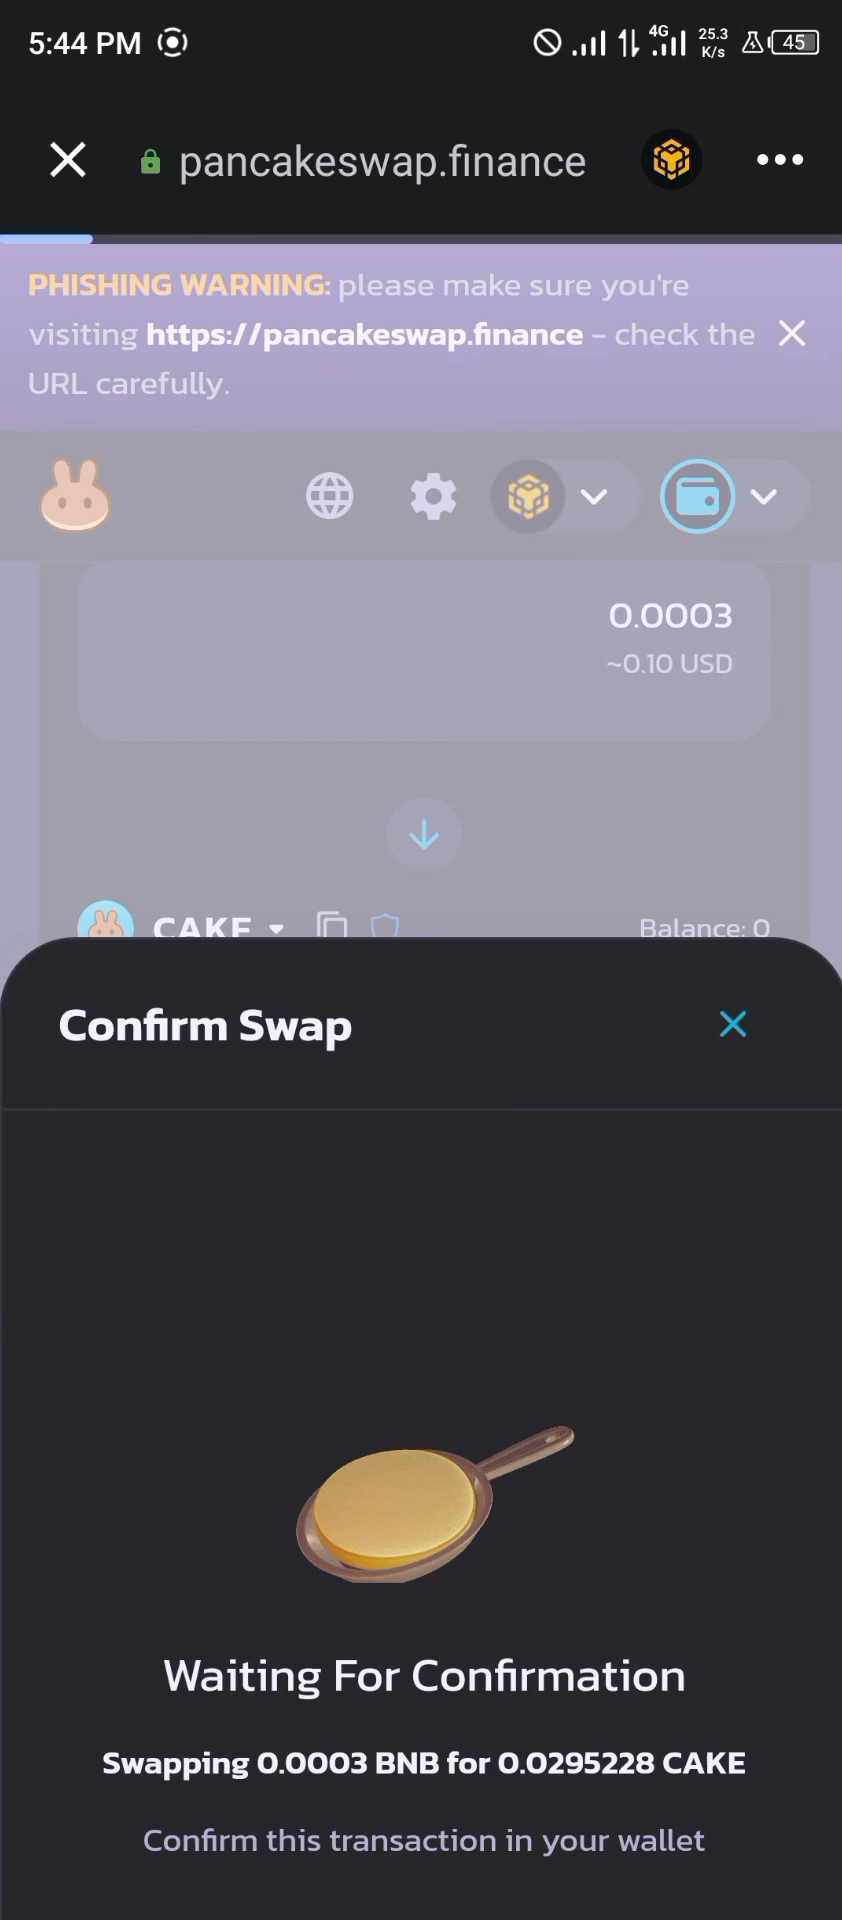 5:44 PM
4G
25.3
K/s
45
pancakeswap.finance
PHISHING WARNING: please make sure you're
visiting https://pancakeswap.finance - check the
URL carefully.
0.0003
~0.10 USD
CAKE
Balance: 0
Confirm Swap
Waiting For Confirmation
Swapping 0.0003 BNB for 0.0295228 CAKE
Confirm this transaction in your wallet